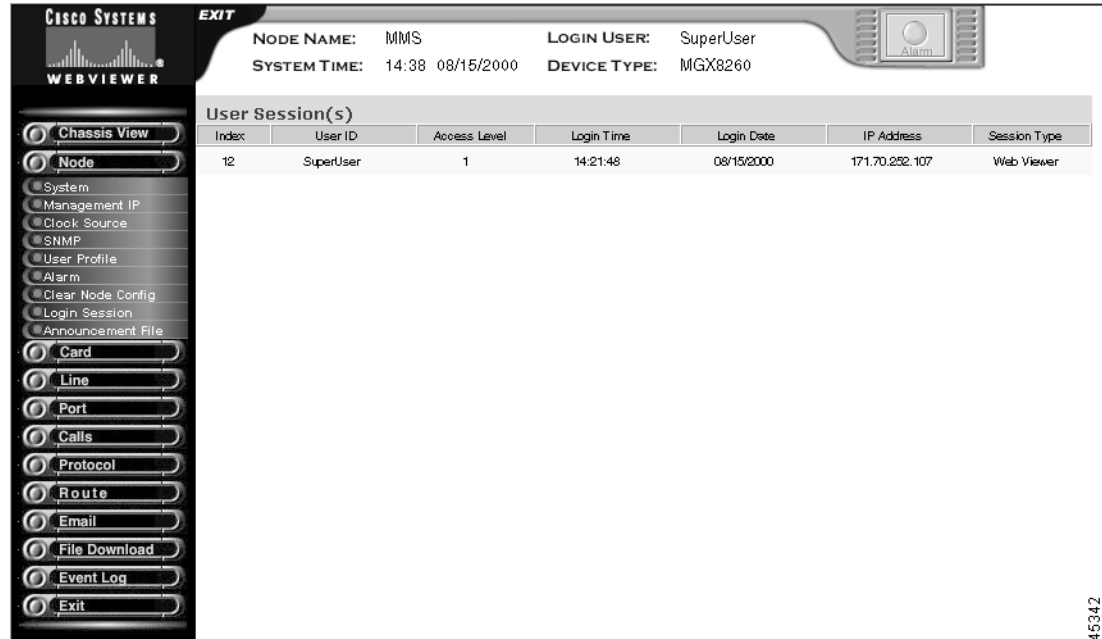 CISCO SYSTEMS
WEBVIEWER
EXIT
NODE NAME: MMS LOGIN USER: SuperUser
SYSTEM TIME: 14:38 08/15/2000 DEVICE TYPE: MGX8260
Alarm
Chassis View
Node
System
Management IP
Clock Source
SNMP
User Profile
Alarm
Clear Node Config
Login Session
Announcement File
Card
Line
Port
Calls
Protocol
Route
Email
File Download
Event Log
Exit
User Session(s)
Index User ID Access Level Login Time Login Date IP Address Session Type
12 SuperUser 1 14:21:48 08/15/2000 171.70.252.107 Web Viewer
45342